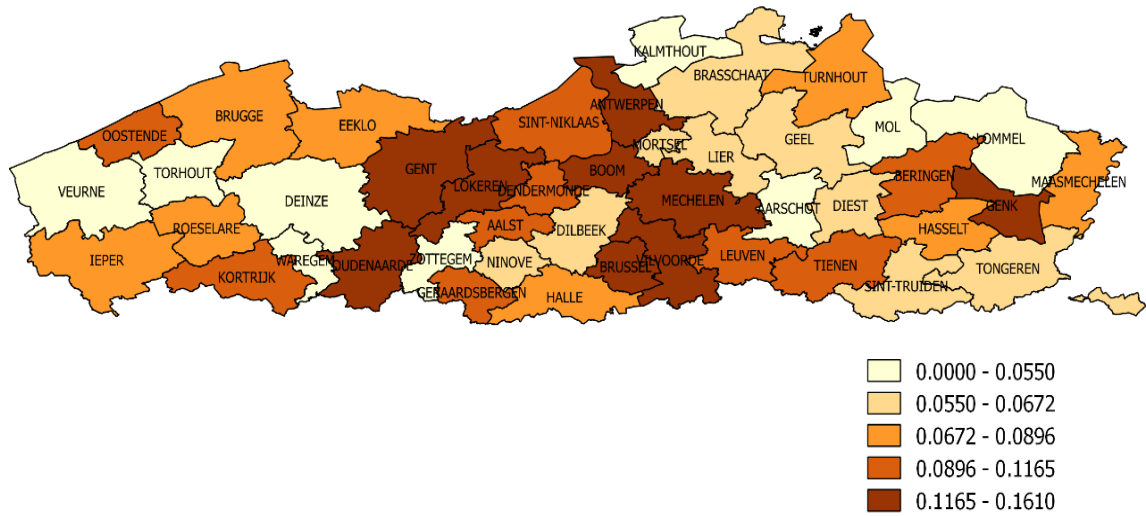 KALMTHOUT
BRASSCHAAT
TURNHOUT
ANTWERPEN
BRUGGE
EEKLO
SINT-NIKLAAS
OOSTENDE
MOL
LOMMEL
GEEL
MORTSEL
LIER
GENT
BOOM
TORHOUT
BERINGEN
MAASMECHELEN
VEURNE
LOKEREN
DENDERMONDE
DEINZE
MECHELEN
AARSCHOT
DIEST
GENK
ROESELARE
AALST
DILBEEK
HASSELT
IEPER
WAREGEM
OUDENAARDE
ZOTTEGEM
NINOVE
BRUSSEL
VILVOORDE
LEUVEN
TIENEN
TONGEREN
KORTRIJK
GERAARDSBERGEN
HALLE
SINT-TRUIDEN
0.0000 - 0.0550
0.0550 - 0.0672
0.0672 - 0.0896
0.0896 - 0.1165
0.1165 - 0.1610